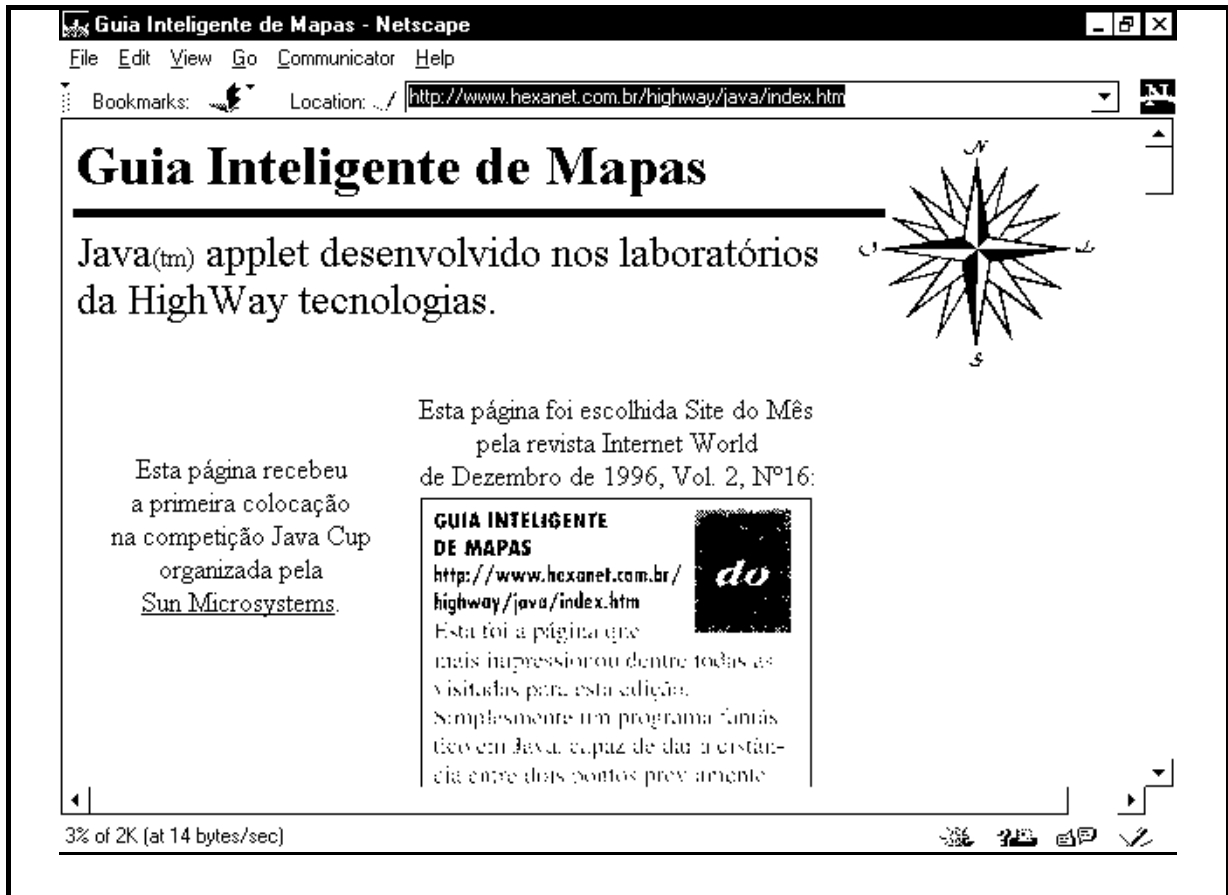 Guia Inteligente de Mapas - Netscape
File Edit View Go Communicator Help
Bookmarks: Location: http://www.hexanet.com.br/highway/java/index.htm
N
Guia Inteligente de Mapas
N
Java(tm) applet desenvolvido nos laboratórios
da HighWay tecnologias.
O L
S
Esta página recebeu
a primeira colocação
na competição Java Cup
organizada pela
Sun Microsystems.
Esta página foi escolhida Site do Mês
pela revista Internet World
de Dezembro de 1996, Vol. 2, Nº16:
GUIA INTELIGENTE
DE MAPAS
http://www.hexanet.com.br/
highway/java/index.htm
do
Esta foi a página que
mais impressionou dentre todas as
visitadas para esta edição.
Simplesmente um programa fantás-
tico em Java, capaz de dar a distân-
cia entre dois pontos previamente
3% of 2K (at 14 bytes/sec)